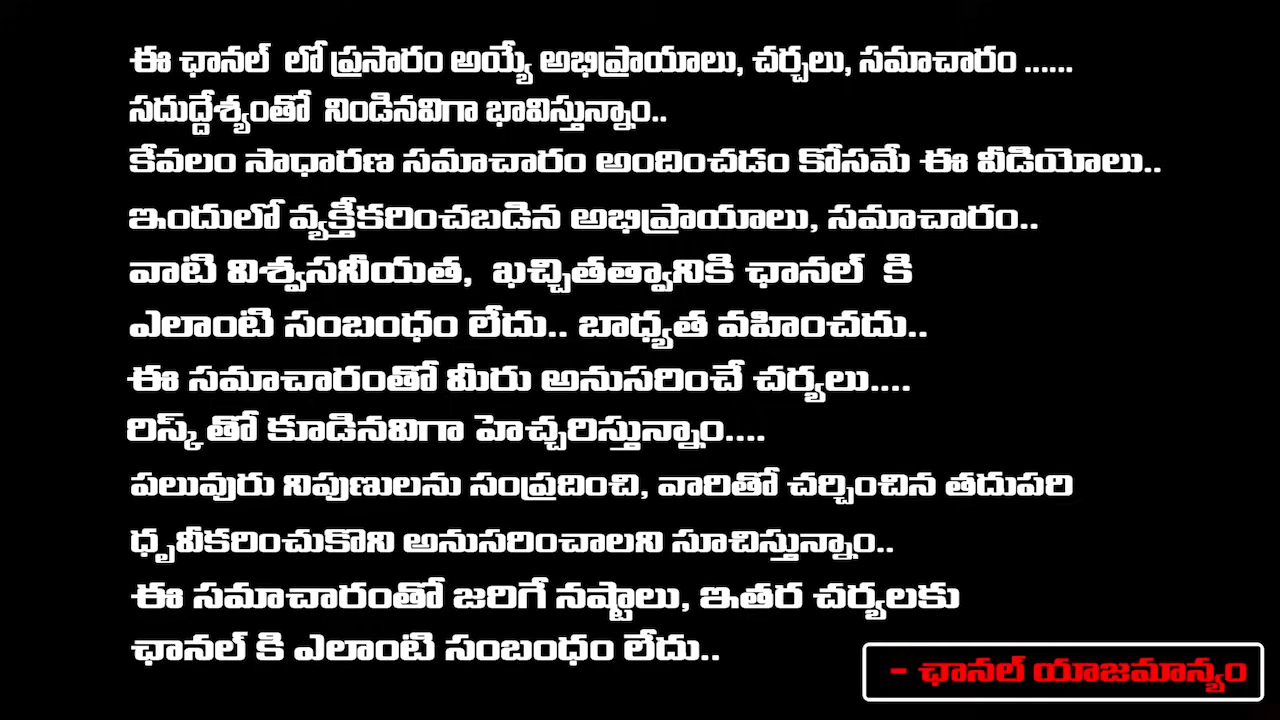 ఈ ఛానల్ లో ప్రసారం అయ్యే అభిప్రాయాలు, చర్చలు, సమాచారం ......
సదుద్దేశ్యంతో నిండినవిగా భావిస్తున్నాం..
కేవలం సాధారణ సమాచారం అందించడం కోసమే ఈ వీడియోలు..
ఇందులో వ్యక్తీకరించబడిన అభిప్రాయాలు, సమాచారం..
వాటి విశ్వసనీయత, ఖచ్చితత్వానికి ఛానల్ కి
ఎలాంటి సంబంధం లేదు.. బాధ్యత వహించదు..
ఈ సమాచారంతో మీరు అనుసరించే చర్యలు....
రిస్క్ తో కూడినవిగా హెచ్చరిస్తున్నాం....
పలువురు నిపుణులను సంప్రదించి, వారితో చర్చించిన తదుపరి
ధృవీకరించుకొని అనుసరించాలని సూచిస్తున్నాం..
ఈ సమాచారంతో జరిగే నష్టాలు, ఇతర చర్యలకు
ఛానల్ కి ఎలాంటి సంబంధం లేదు..
- ఛానల్ యాజమాన్యం